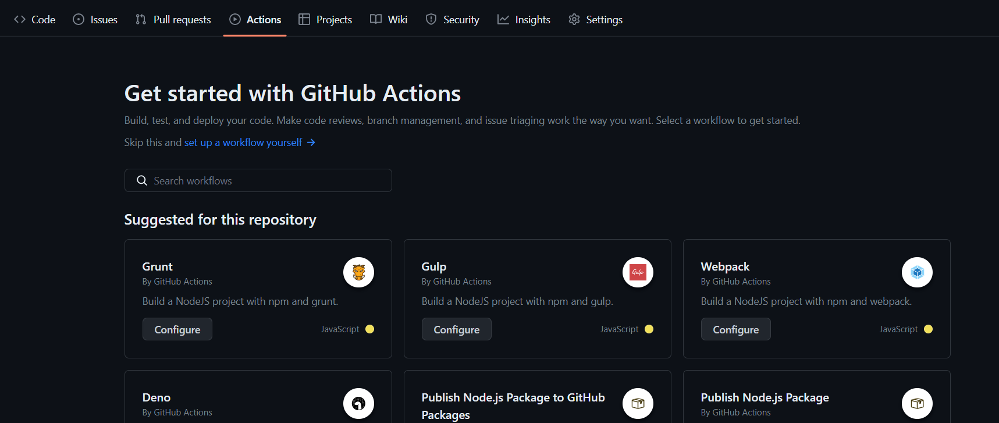 Code Issues Pull requests Actions Projects Wiki Security Insights Settings
Get started with GitHub Actions
Build, test, and deploy your code. Make code reviews, branch management, and issue triaging work the way you want. Select a workflow to get started.
Skip this and set up a workflow yourself →
Search workflows
Suggested for this repository
Grunt
By GitHub Actions
Build a NodeJS project with npm and grunt.
Configure JavaScript
Gulp
Gulp
By GitHub Actions
Build a NodeJS project with npm and gulp.
Configure JavaScript
Webpack
By GitHub Actions
Build a NodeJS project with npm and webpack.
Configure JavaScript
Deno
By GitHub Actions
Publish Node.js Package to GitHub
Packages
Publish Node.js Package
By GitHub Actions